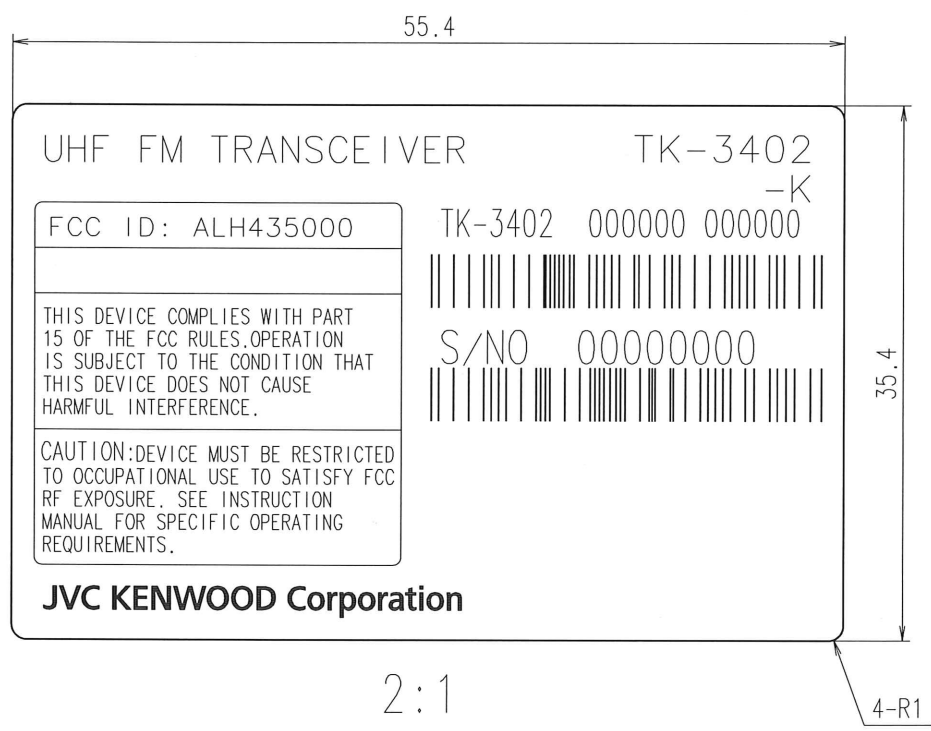 55.4
UHF FM TRANSCEIVER TK-3402
-K
FCC ID: ALH435000
TK-3402 000000 000000
THIS DEVICE COMPLIES WITH PART
15 OF THE FCC RULES.OPERATION
IS SUBJECT TO THE CONDITION THAT
THIS DEVICE DOES NOT CAUSE
HARMFUL INTERFERENCE.
S/NO 00000000
35.4
CAUTION:DEVICE MUST BE RESTRICTED
TO OCCUPATIONAL USE TO SATISFY FCC
RF EXPOSURE. SEE INSTRUCTION
MANUAL FOR SPECIFIC OPERATING
REQUIREMENTS.
JVC KENWOOD Corporation
2:1
4-R1